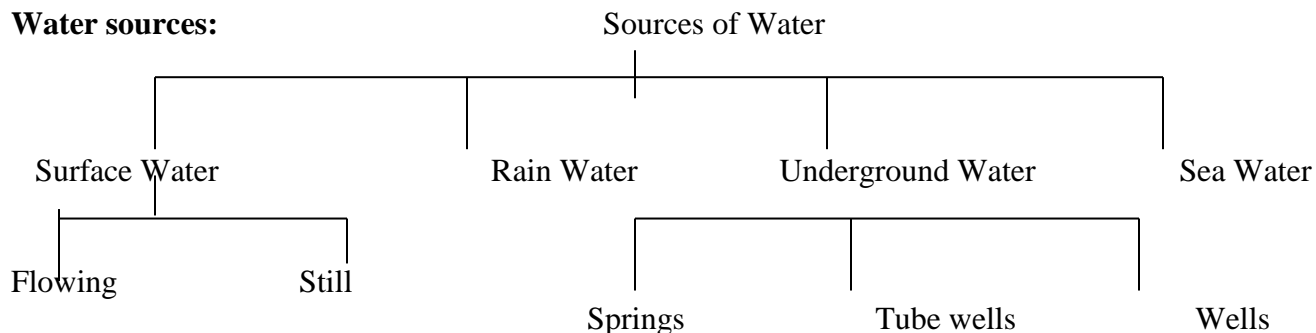 Water sources: Sources of Water
Surface Water Rain Water Underground Water Sea Water
Flowing Still
Springs Tube wells Wells